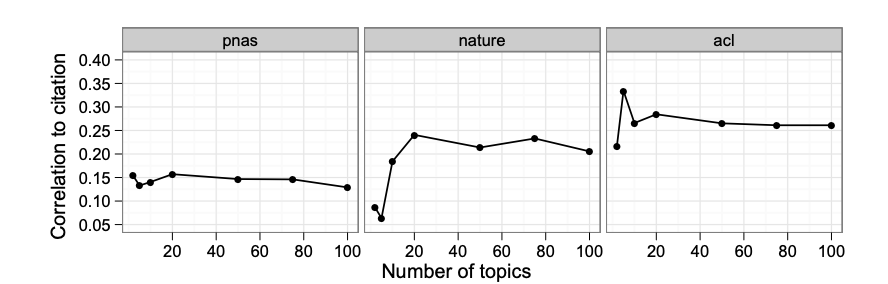 pnas nature acl
Correlation to citation
0.40
0.35
0.30
0.25
0.20
0.15
0.10
0.05
20 40 60 80 100 20 40 60 80 100 20 40 60 80 100
Number of topics